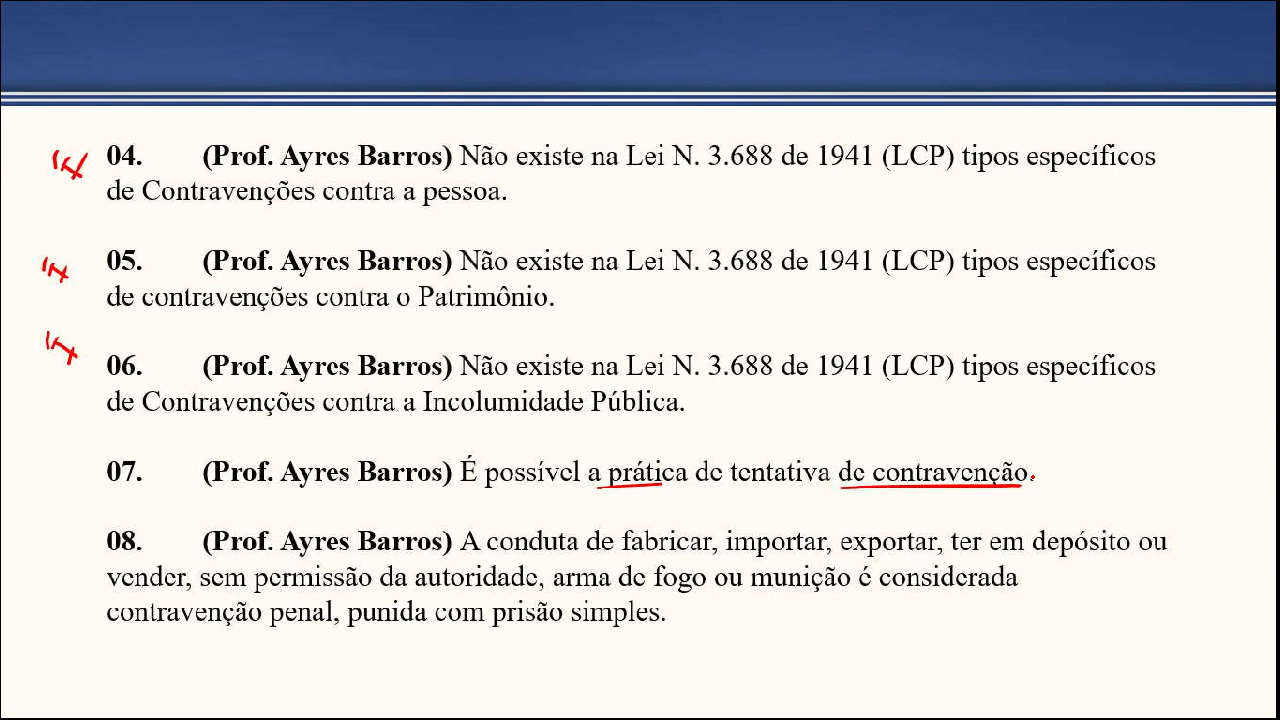 04. (Prof. Ayres Barros) Não existe na Lei N. 3.688 de 1941 (LCP) tipos específicos
de Contravenções contra a pessoa.
05. (Prof. Ayres Barros) Não existe na Lei N. 3.688 de 1941 (LCP) tipos específicos
de contravenções contra o Patrimônio.
06. (Prof. Ayres Barros) Não existe na Lei N. 3.688 de 1941 (LCP) tipos específicos
de Contravenções contra a Incolumidade Pública.
07. (Prof. Ayres Barros) É possível a prática de tentativa de contravenção.
08. (Prof. Ayres Barros) A conduta de fabricar, importar, exportar, ter em depósito ou
vender, sem permissão da autoridade, arma de fogo ou munição é considerada
contravenção penal, punida com prisão simples.